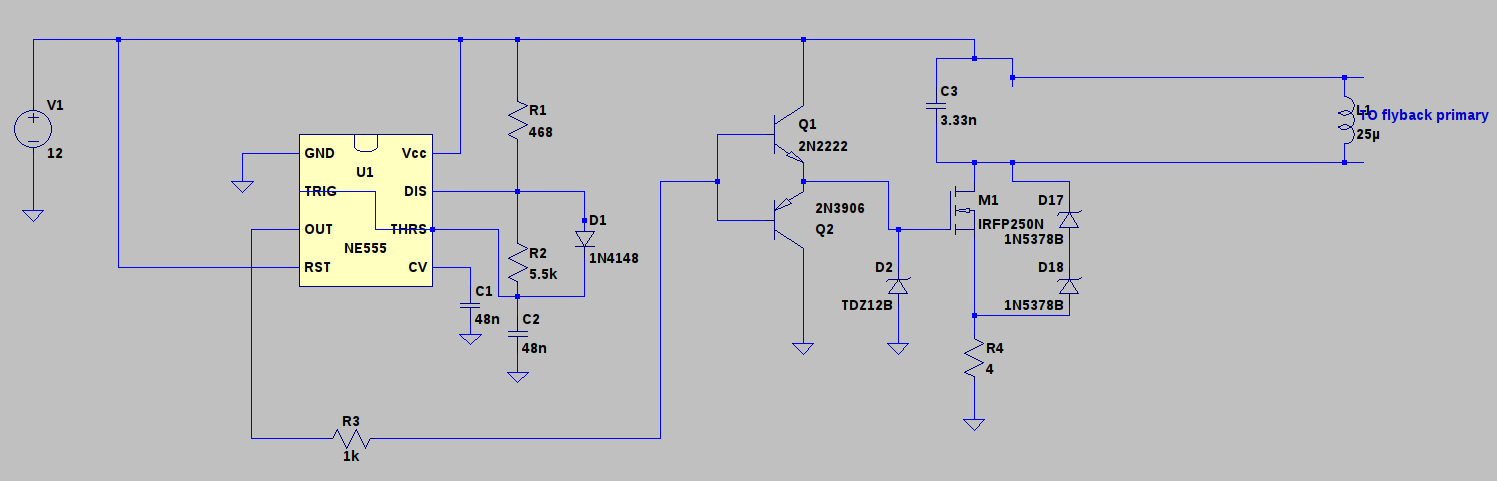 V1
12
GND
TRIG
OUT
RST
U1
NE555
Vcc
DIS
THRS
CV
R1
468
R2
5.5k
D1
1N4148
C1
48n
C2
48n
R3
1k
Q1
2N2222
2N3906
Q2
D2
TDZ12B
C3
3.33n
M1
IRFP250N
D17
1N5378B
D18
1N5378B
R4
4
L1
TO flyback primary
25µ